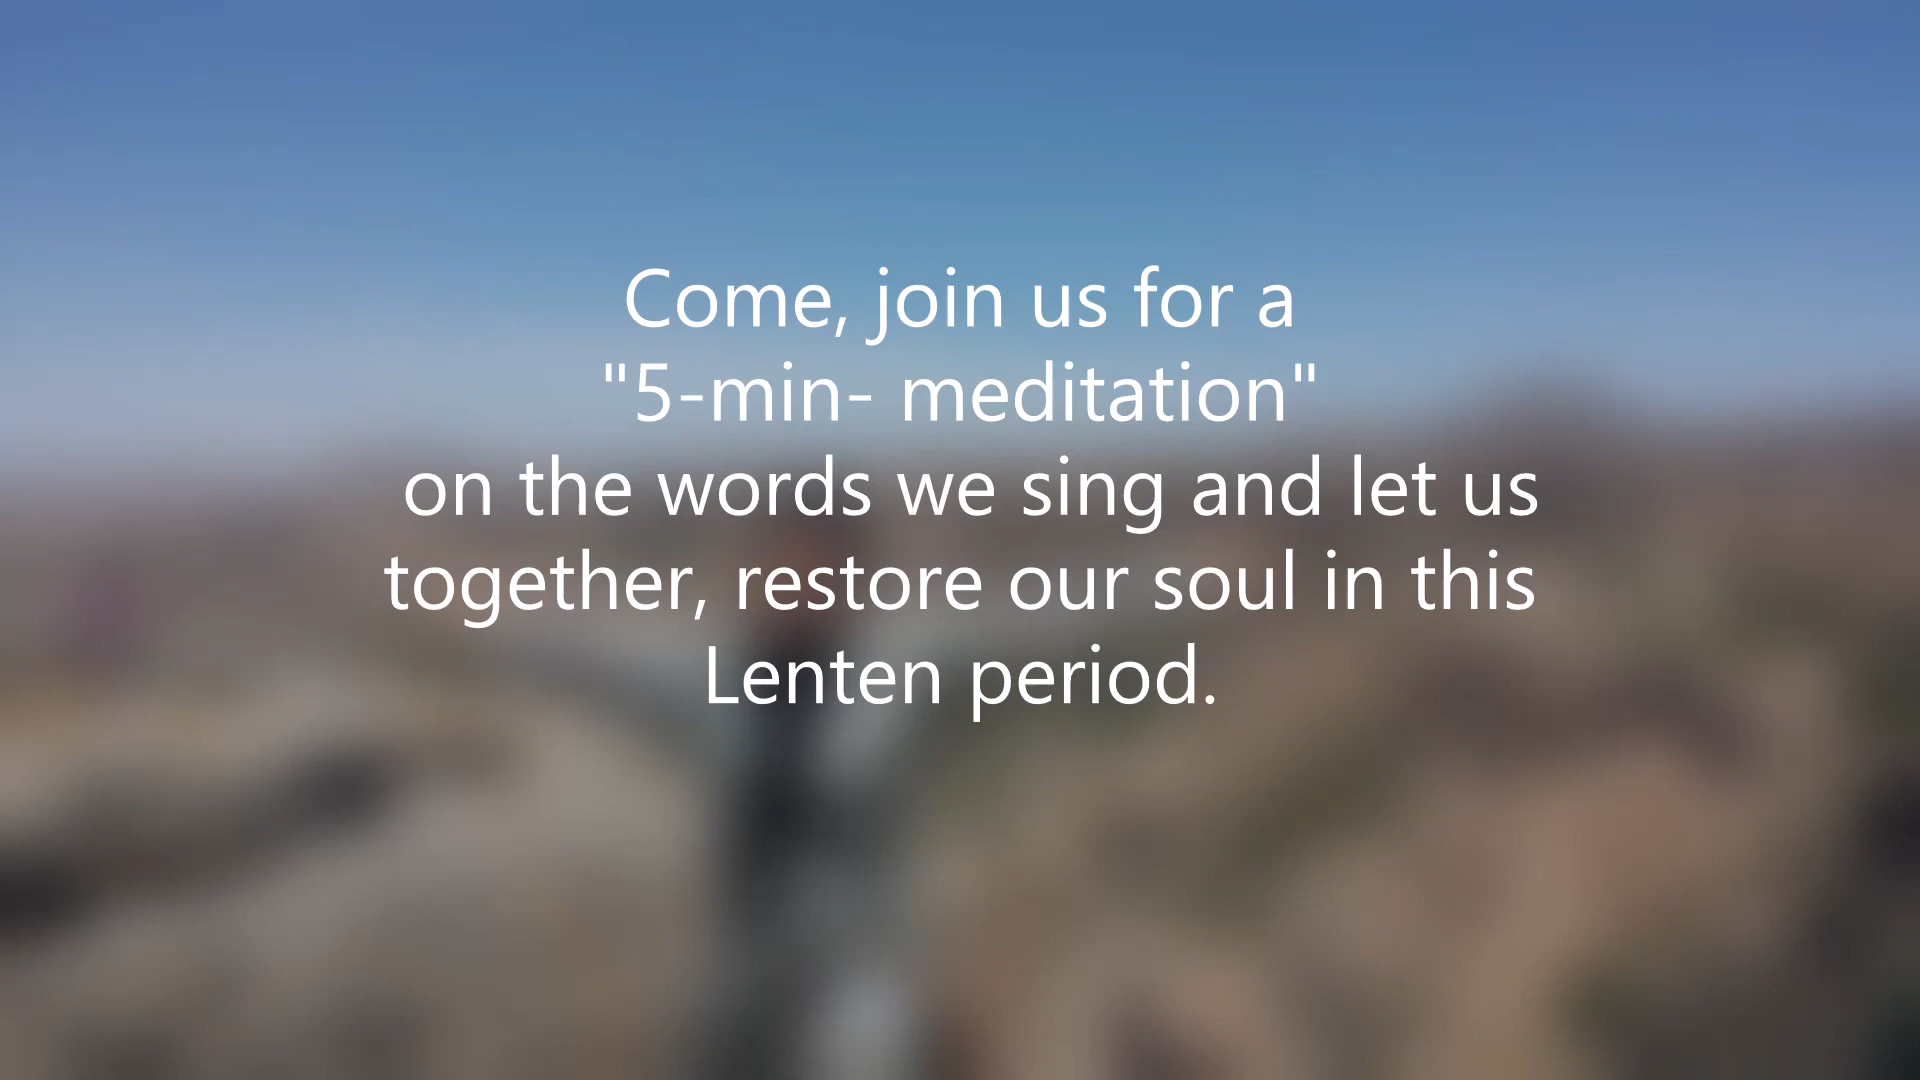 Come, join us for a
"5-min- meditation"
on the words we sing and let us
together, restore our soul in this
Lenten period.